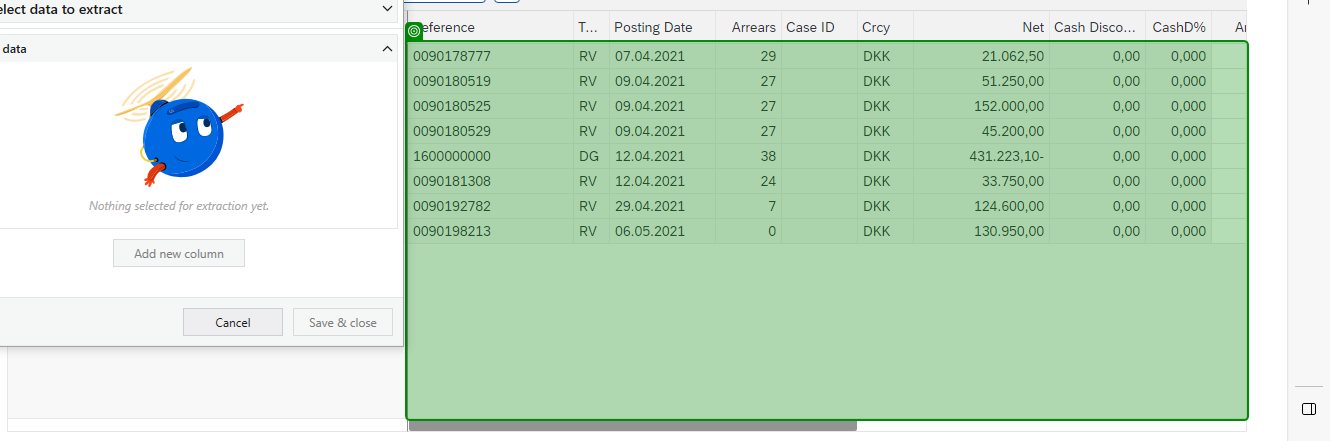 elect data to extract
data
Nothing selected for extraction yet.
Add new column
Cancel
Save & close
eference T... Posting Date Arrears Case ID Crcy Net Cash Disco... CashD% Ar
0090178777 RV 07.04.2021 29 DKK 21.062,50 0,00 0,000
0090180519 RV 09.04.2021 27 DKK 51.250,00 0,00 0,000
0090180525 RV 09.04.2021 27 DKK 152.000,00 0,00 0,000
0090180529 RV 09.04.2021 27 DKK 45.200,00 0,00 0,000
1600000000 DG 12.04.2021 38 DKK 431.223,10- 0,00 0,000
0090181308 RV 12.04.2021 24 DKK 33.750,00 0,00 0,000
0090192782 RV 29.04.2021 7 DKK 124.600,00 0,00 0,000
0090198213 RV 06.05.2021 0 DKK 130.950,00 0,00 0,000